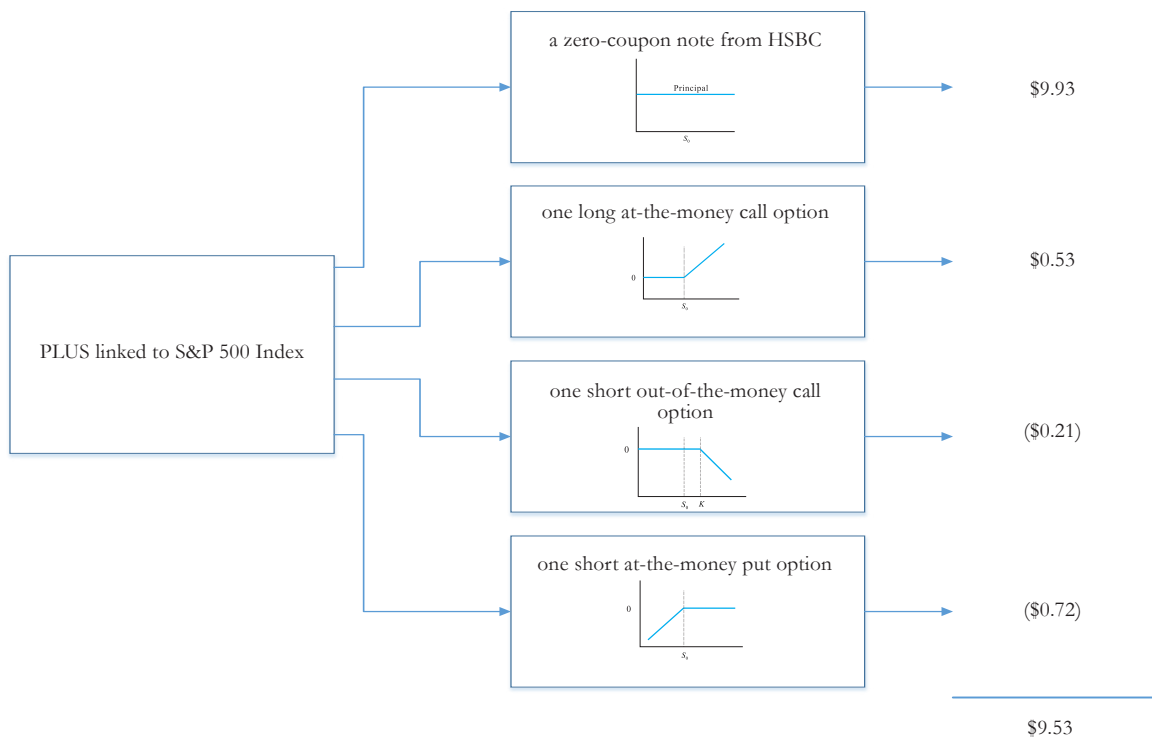 a zero-coupon note from HSBC
Principal
S₀
$9.93
one long at-the-money call option
0
S₀
$0.53
PLUS linked to S&P 500 Index
one short out-of-the-money call
option
0
S₀ K
($0.21)
one short at-the-money put option
0
S₀
($0.72)
$9.53